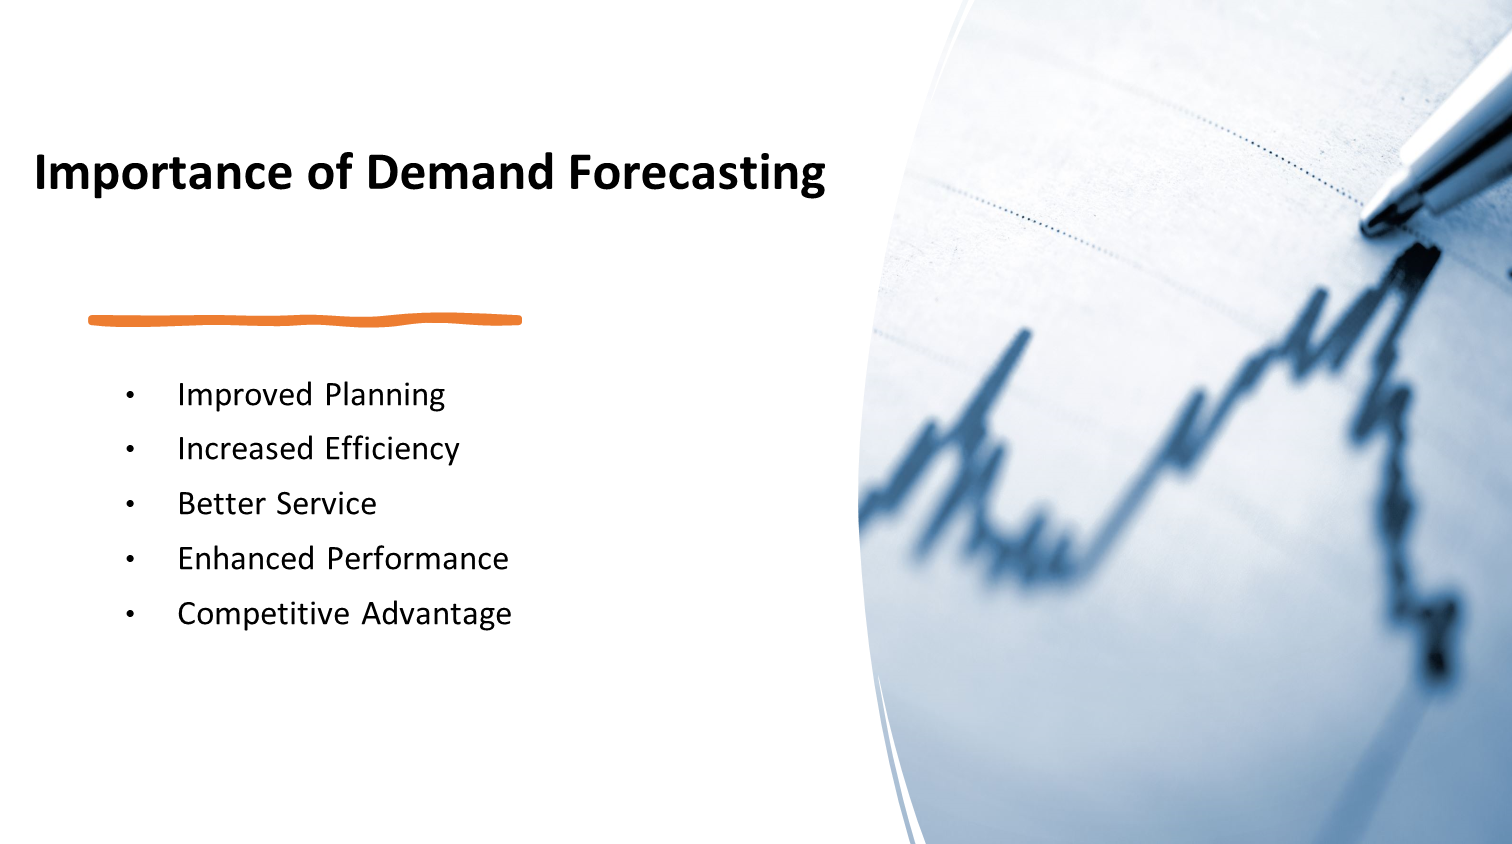 Importance of Demand Forecasting
• Improved Planning
• Increased Efficiency
• Better Service
• Enhanced Performance
• Competitive Advantage